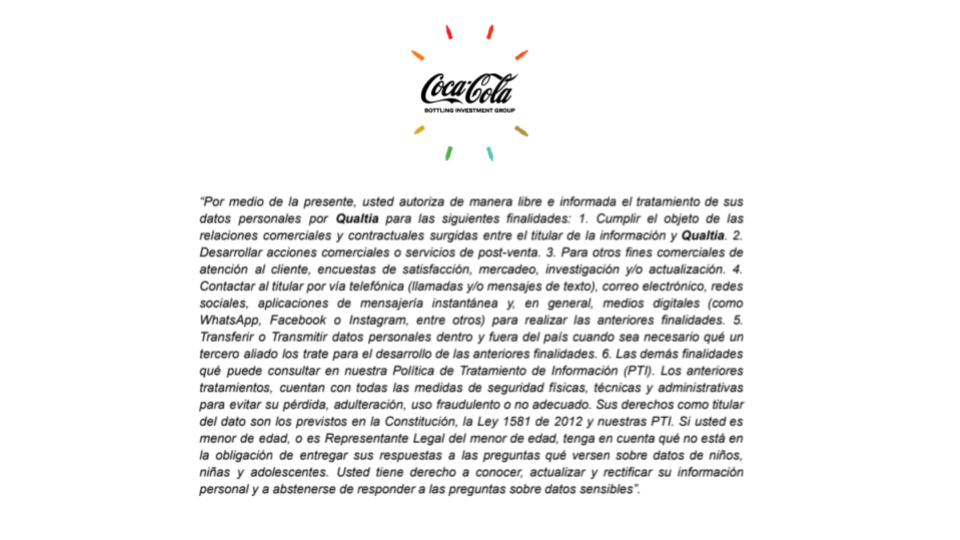 Coca-Cola
BOTTLING INVESTMENT GROUP
“Por medio de la presente, usted autoriza de manera libre e informada el tratamiento de sus
datos personales por Qualtia para las siguientes finalidades: 1. Cumplir el objeto de las
relaciones comerciales y contractuales surgidas entre el titular de la información y Qualtia. 2.
Desarrollar acciones comerciales o servicios de post-venta. 3. Para otros fines comerciales de
atención al cliente, encuestas de satisfacción, mercadeo, investigación y/o actualización. 4.
Contactar al titular por vía telefónica (llamadas y/o mensajes de texto), correo electrónico, redes
sociales, aplicaciones de mensajería instantánea y, en general, medios digitales (como
WhatsApp, Facebook o Instagram, entre otros) para realizar las anteriores finalidades. 5.
Transferir o Transmitir datos personales dentro y fuera del país cuando sea necesario qué un
tercero aliado los trate para el desarrollo de las anteriores finalidades. 6. Las demás finalidades
qué puede consultar en nuestra Política de Tratamiento de Información (PTI). Los anteriores
tratamientos, cuentan con todas las medidas de seguridad físicas, técnicas y administrativas
para evitar su pérdida, adulteración, uso fraudulento o no adecuado. Sus derechos como titular
del dato son los previstos en la Constitución, la Ley 1581 de 2012 y nuestras PTI. Si usted es
menor de edad, o es Representante Legal del menor de edad, tenga en cuenta qué no está en
la obligación de entregar sus respuestas a las preguntas qué versen sobre datos de niños,
niñas y adolescentes. Usted tiene derecho a conocer, actualizar y rectificar su información
personal y a abstenerse de responder a las preguntas sobre datos sensibles”.